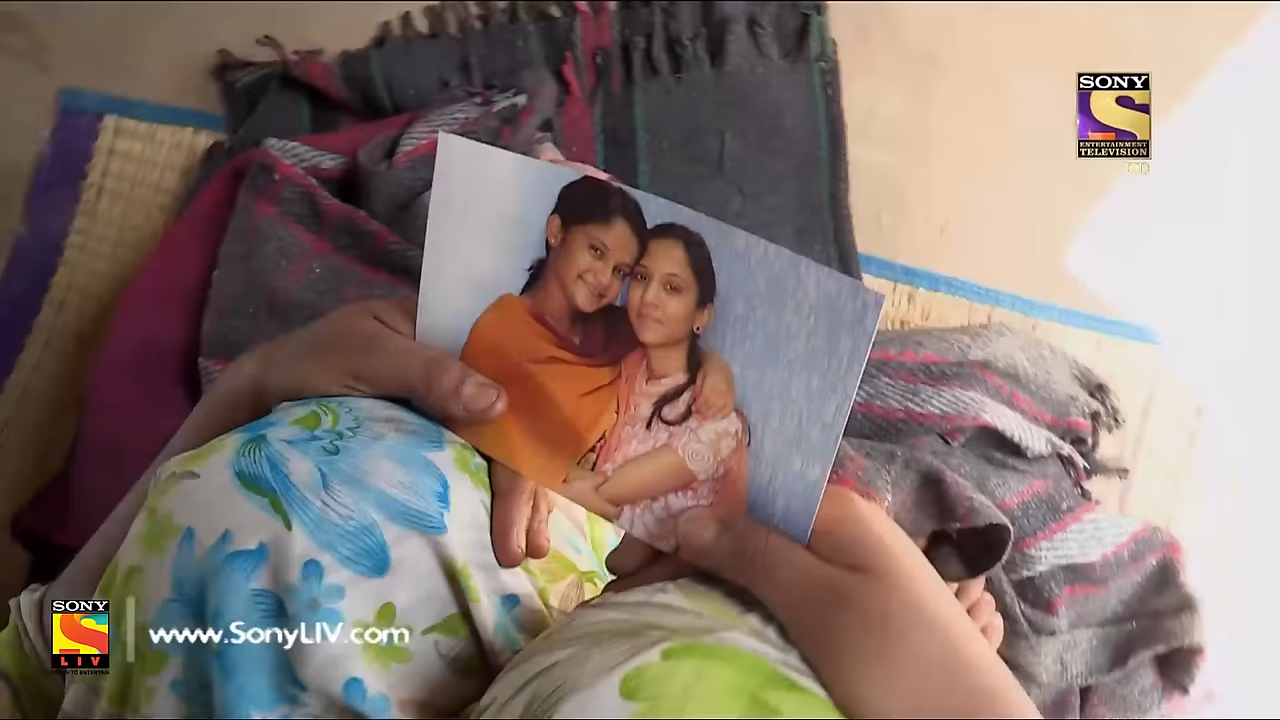 SONY
ENTERTAINMENT
TELEVISION
SONY
LIV
www.SonyLIV.com